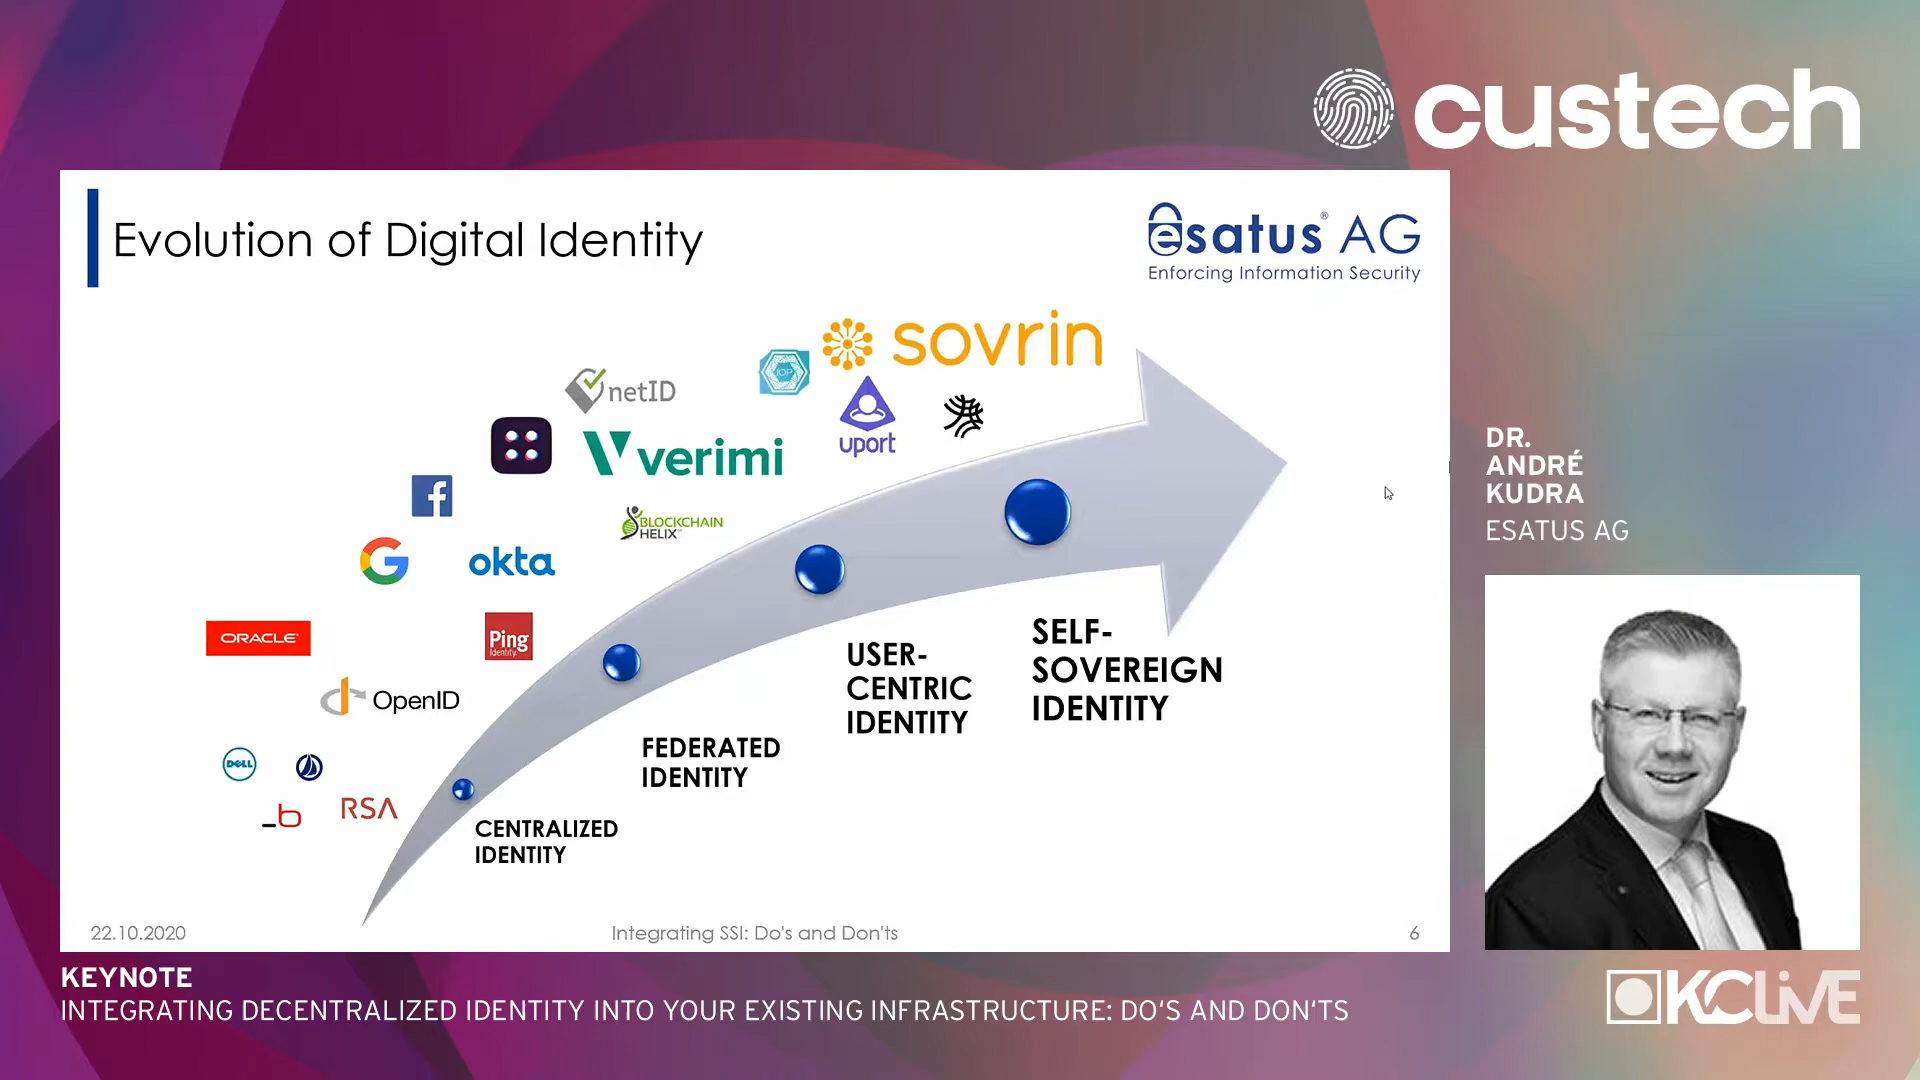 custech
Evolution of Digital Identity
esatus® AG
Enforcing Information Security
sovrin
IOP
netID
uport
verimi
BLOCKCHAIN
HELIX
okta
ORACLE
Ping
Identity
OpenID
DELL
_b
RSA
SELF-
SOVEREIGN
IDENTITY
USER-
CENTRIC
IDENTITY
FEDERATED
IDENTITY
CENTRALIZED
IDENTITY
22.10.2020
Integrating SSI: Do's and Don'ts
6
DR.
ANDRÉ
KUDRA
ESATUS AG
KEYNOTE
INTEGRATING DECENTRALIZED IDENTITY INTO YOUR EXISTING INFRASTRUCTURE: DO'S AND DON'TS
KCLIVE